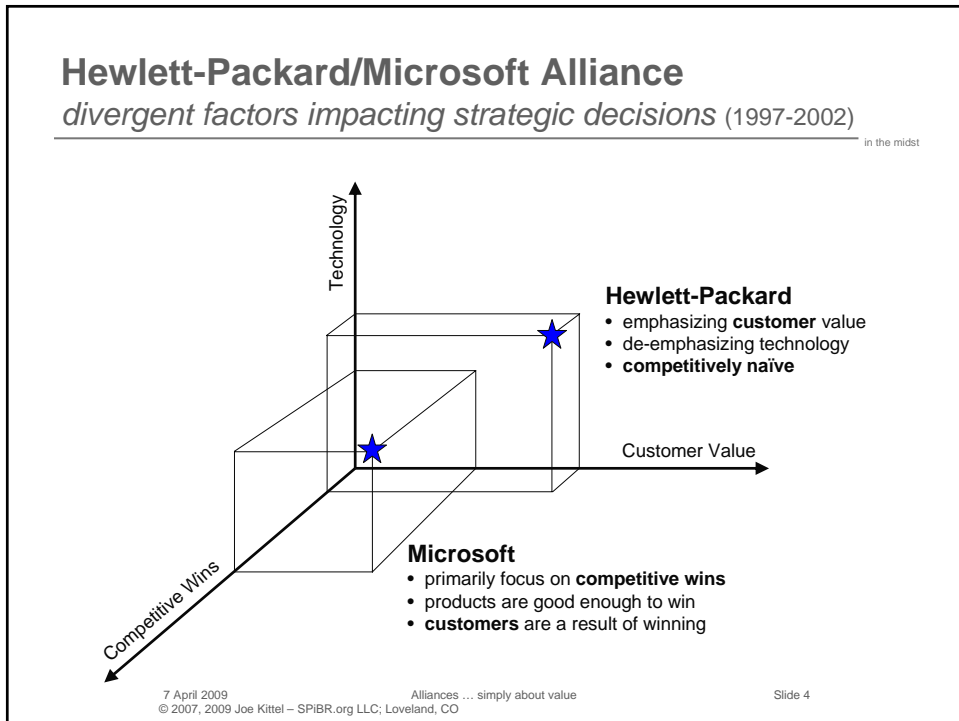 Hewlett-Packard/Microsoft Alliance
divergent factors impacting strategic decisions (1997-2002)
in the midst
Technology
Hewlett-Packard
• emphasizing customer value
• de-emphasizing technology
• competitively naïve
Customer Value
Microsoft
• primarily focus on competitive wins
• products are good enough to win
• customers are a result of winning
Competitive Wins
7 April 2009 Alliances … simply about value Slide 4
© 2007, 2009 Joe Kittel – SPiBR.org LLC; Loveland, CO